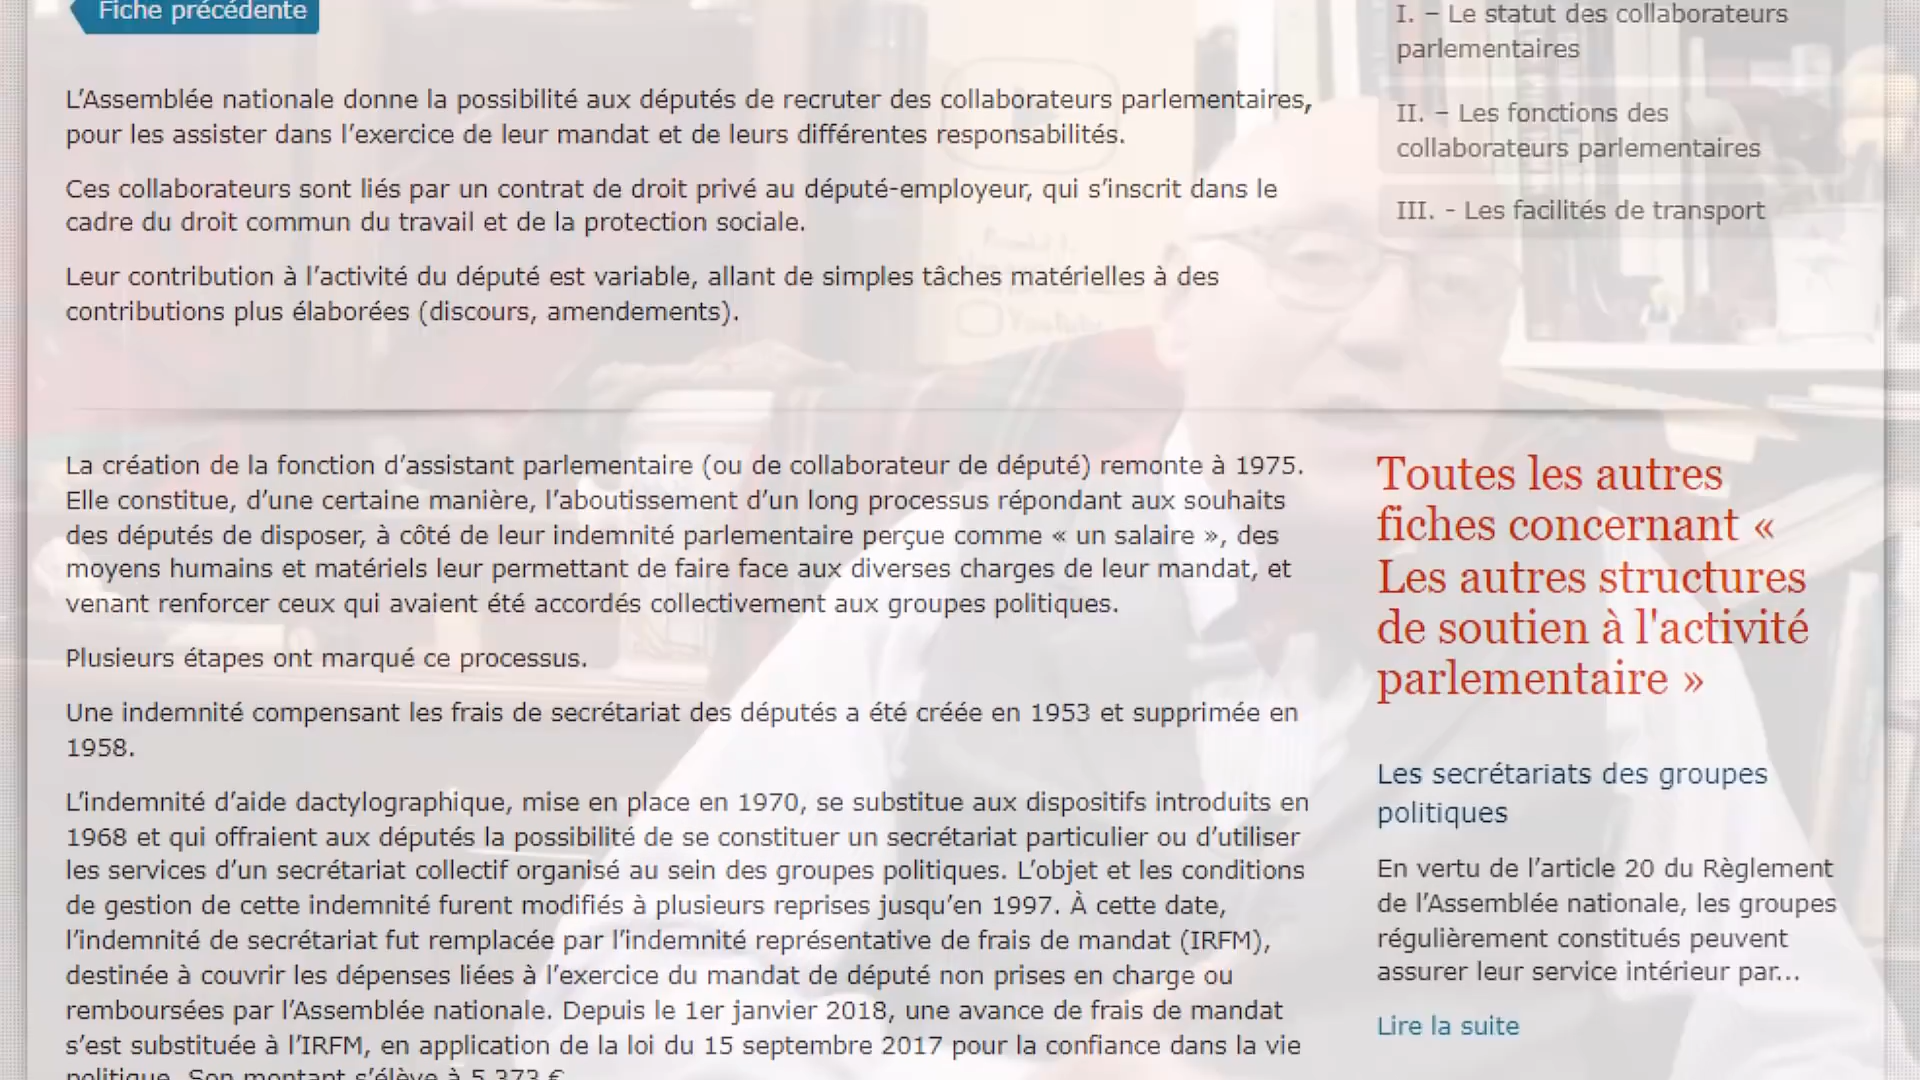 Fiche précédente
L’Assemblée nationale donne la possibilité aux députés de recruter des collaborateurs parlementaires,
pour les assister dans l’exercice de leur mandat et de leurs différentes responsabilités.
Ces collaborateurs sont liés par un contrat de droit privé au député-employeur, qui s’inscrit dans le
cadre du droit commun du travail et de la protection sociale.
Leur contribution à l’activité du député est variable, allant de simples tâches matérielles à des
contributions plus élaborées (discours, amendements).
I. – Le statut des collaborateurs
parlementaires
II. – Les fonctions des
collaborateurs parlementaires
III. - Les facilités de transport
La création de la fonction d’assistant parlementaire (ou de collaborateur de député) remonte à 1975.
Elle constitue, d’une certaine manière, l’aboutissement d’un long processus répondant aux souhaits
des députés de disposer, à côté de leur indemnité parlementaire perçue comme « un salaire », des
moyens humains et matériels leur permettant de faire face aux diverses charges de leur mandat, et
venant renforcer ceux qui avaient été accordés collectivement aux groupes politiques.
Plusieurs étapes ont marqué ce processus.
Une indemnité compensant les frais de secrétariat des députés a été créée en 1953 et supprimée en
1958.
L’indemnité d’aide dactylographique, mise en place en 1970, se substitue aux dispositifs introduits en
1968 et qui offraient aux députés la possibilité de se constituer un secrétariat particulier ou d’utiliser
les services d’un secrétariat collectif organisé au sein des groupes politiques. L’objet et les conditions
de gestion de cette indemnité furent modifiés à plusieurs reprises jusqu’en 1997. À cette date,
l’indemnité de secrétariat fut remplacée par l’indemnité représentative de frais de mandat (IRFM),
destinée à couvrir les dépenses liées à l’exercice du mandat de député non prises en charge ou
remboursées par l’Assemblée nationale. Depuis le 1er janvier 2018, une avance de frais de mandat
s’est substituée à l’IRFM, en application de la loi du 15 septembre 2017 pour la confiance dans la vie
politique. Son montant s’élève à 5 373 €
Toutes les autres
fiches concernant «
Les autres structures
de soutien à l'activité
parlementaire »
Les secrétariats des groupes
politiques
En vertu de l’article 20 du Règlement
de l’Assemblée nationale, les groupes
régulièrement constitués peuvent
assurer leur service intérieur par...
Lire la suite
YouTube